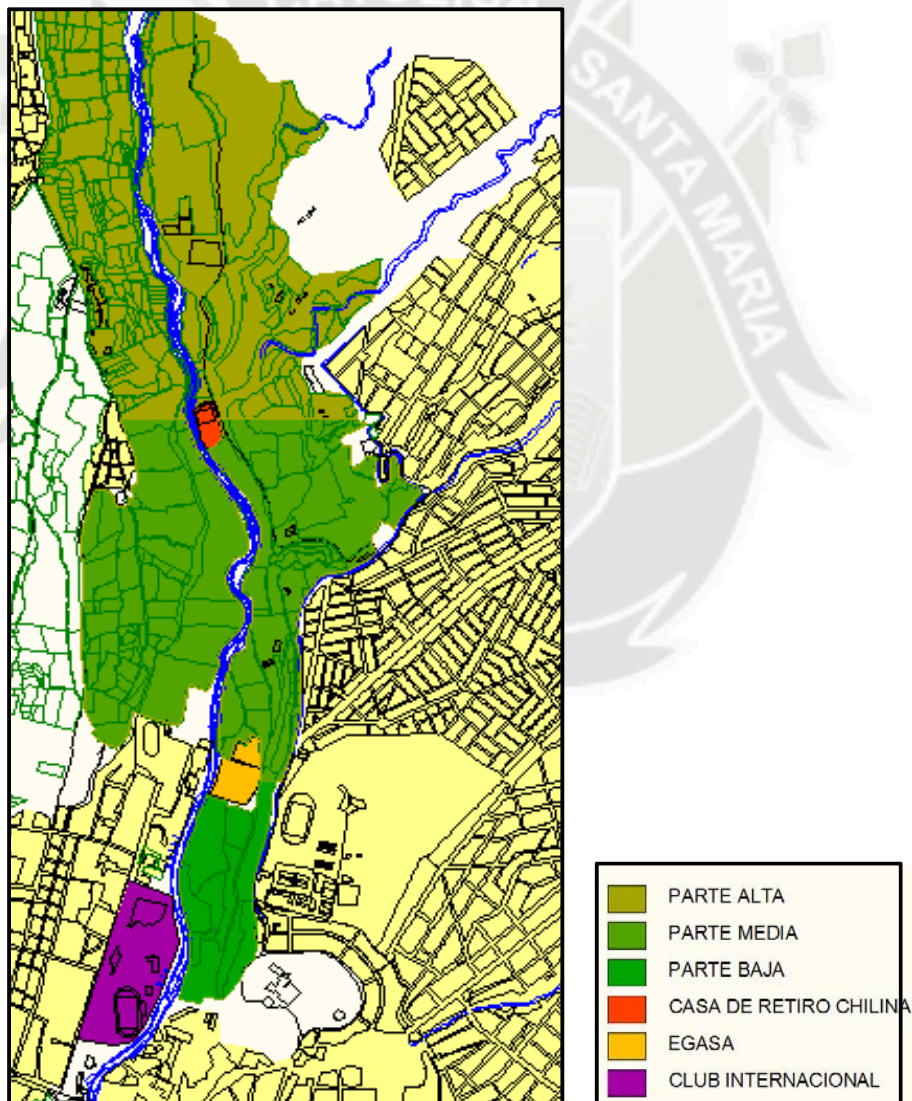 SANTA MARIA
PARTE ALTA
PARTE MEDIA
PARTE BAJA
CASA DE RETIRO CHILINA
EGASA
CLUB INTERNACIONAL